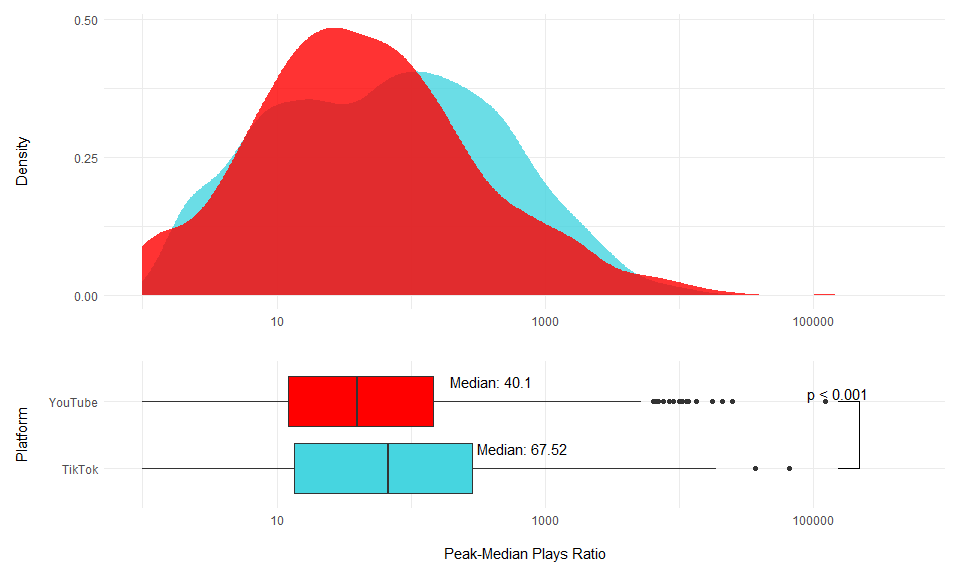 0.50
0.25
0.00
Density
10
1000
100000
Median: 40.1
p < 0.001
YouTube
Median: 67.52
TikTok
Platform
10
1000
100000
Peak-Median Plays Ratio